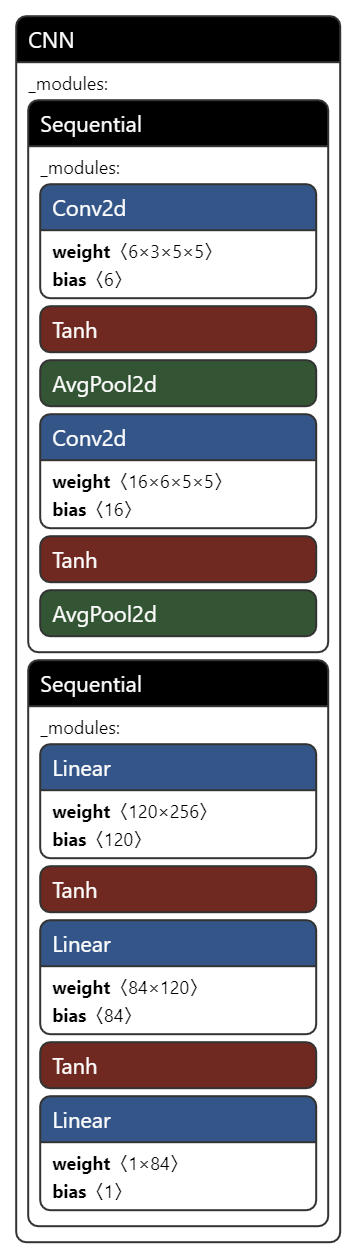 CNN
_modules:
Sequential
_modules:
Conv2d
weight〈6×3×5×5〉
bias〈6〉
Tanh
AvgPool2d
Conv2d
weight〈16×6×5×5〉
bias〈16〉
Tanh
AvgPool2d
Sequential
_modules:
Linear
weight〈120×256〉
bias〈120〉
Tanh
Linear
weight〈84×120〉
bias〈84〉
Tanh
Linear
weight〈1×84〉
bias〈1〉